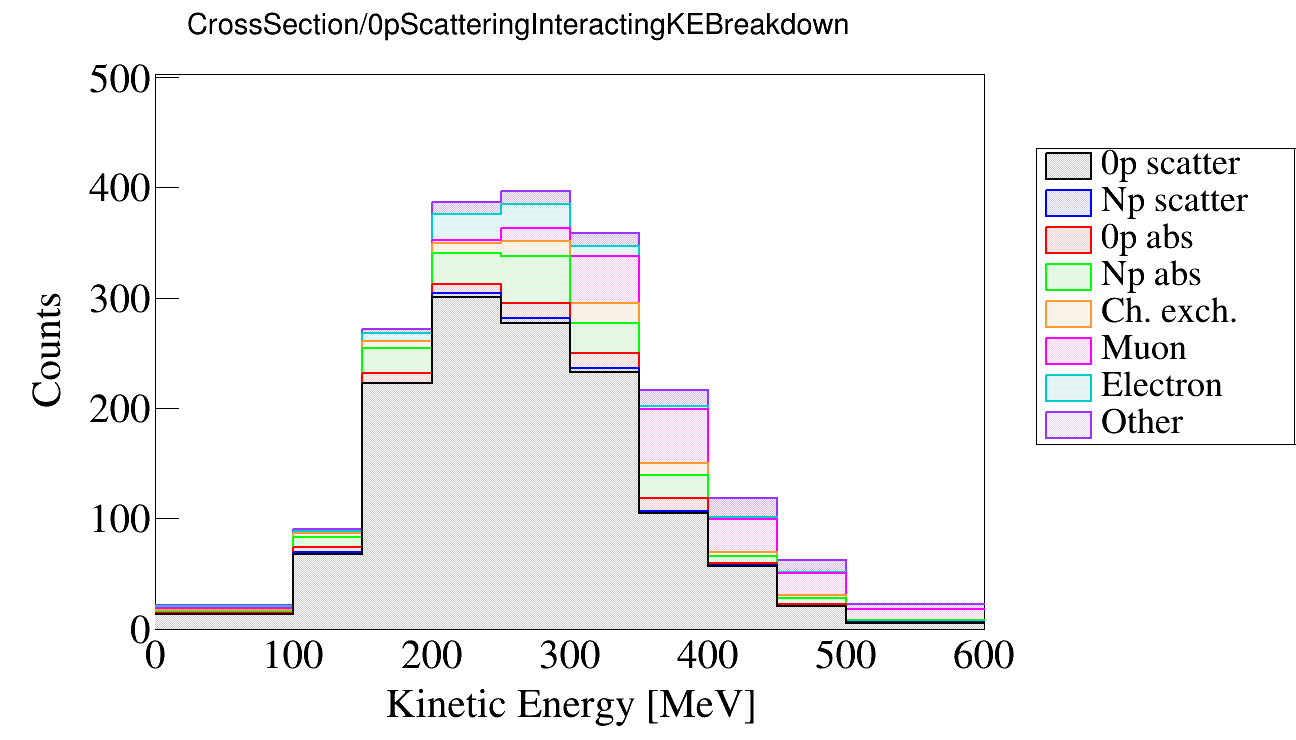 CrossSection/0pScatteringInteractingKEBreakdown
500
400
300
200
100
0
Counts
0 100 200 300 400 500 600
Kinetic Energy [MeV]
0p scatter
Np scatter
0p abs
Np abs
Ch. exch.
Muon
Electron
Other